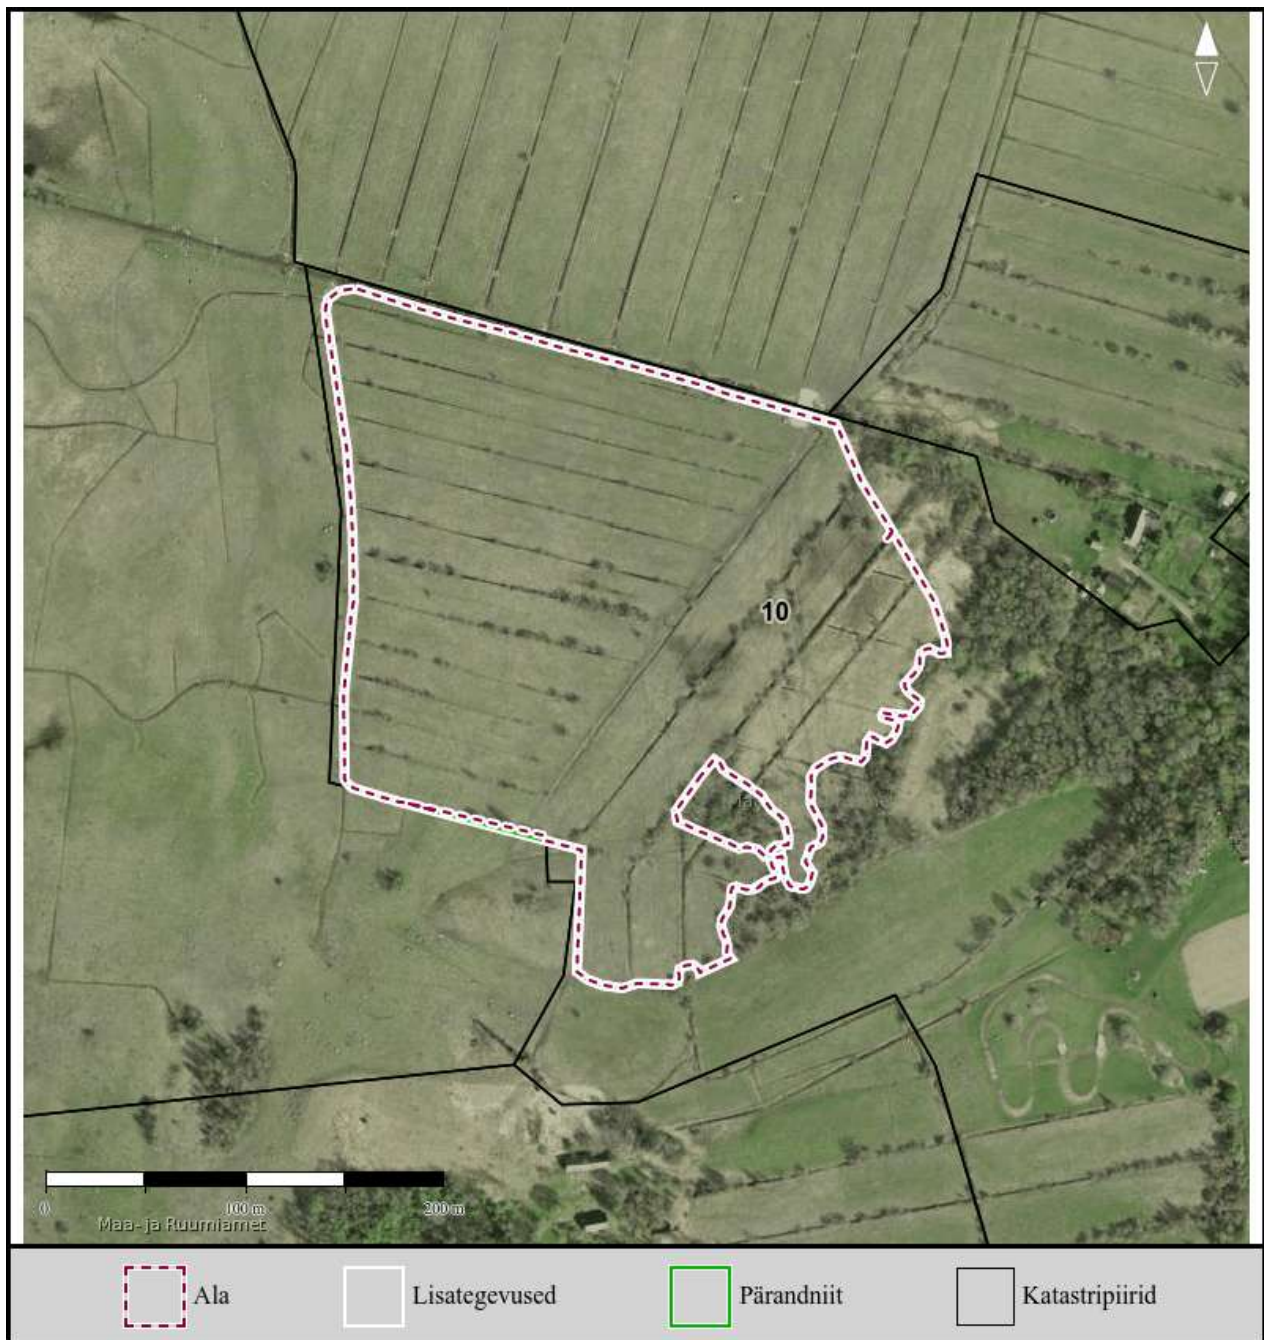 10
0 100 m 200 m
Maa- ja Ruumiamet
Ala Lisategevused Pärandniit Katastripiirid